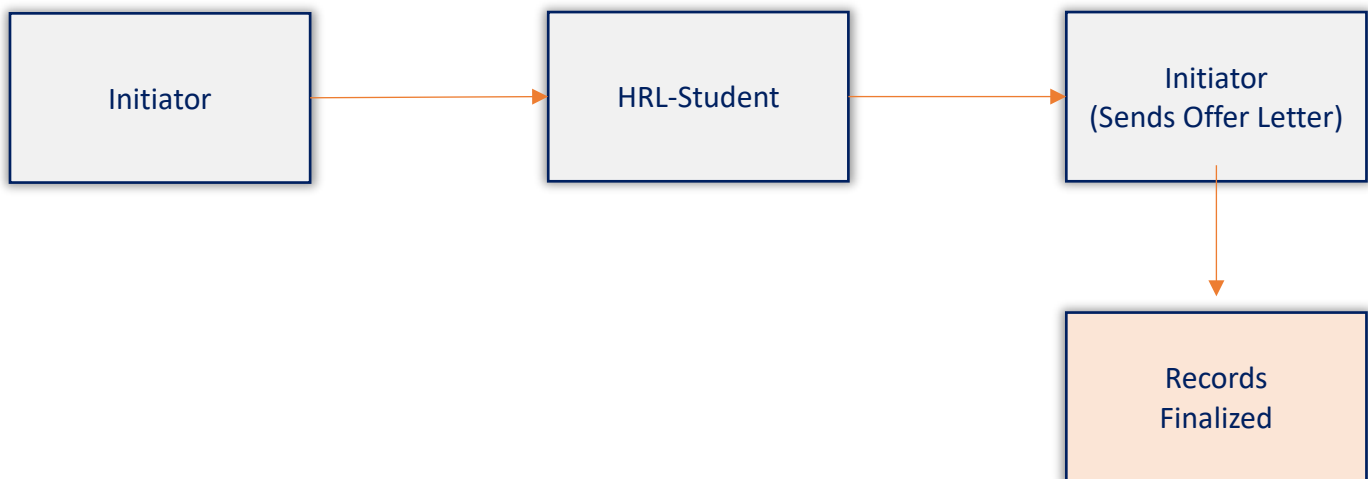 Initiator
HRL-Student
Initiator
(Sends Offer Letter)
Records
Finalized